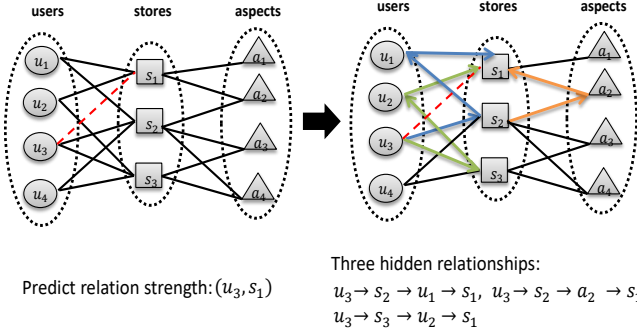 users stores aspects users stores aspects
u₁ s₁ a₁ u₁ s₁ a₁
u₂ a₂ u₂ a₂
u₃ s₂ a₃ u₃ s₂ a₃
u₄ s₃ a₄ u₄ s₃ a₄
Predict relation strength:(u₃, s₁)
Three hidden relationships:
u₃→ s₂ → u₁ → s₁, u₃→ s₂ → a₂ → s₁
u₃→ s₃ → u₂ → s₁